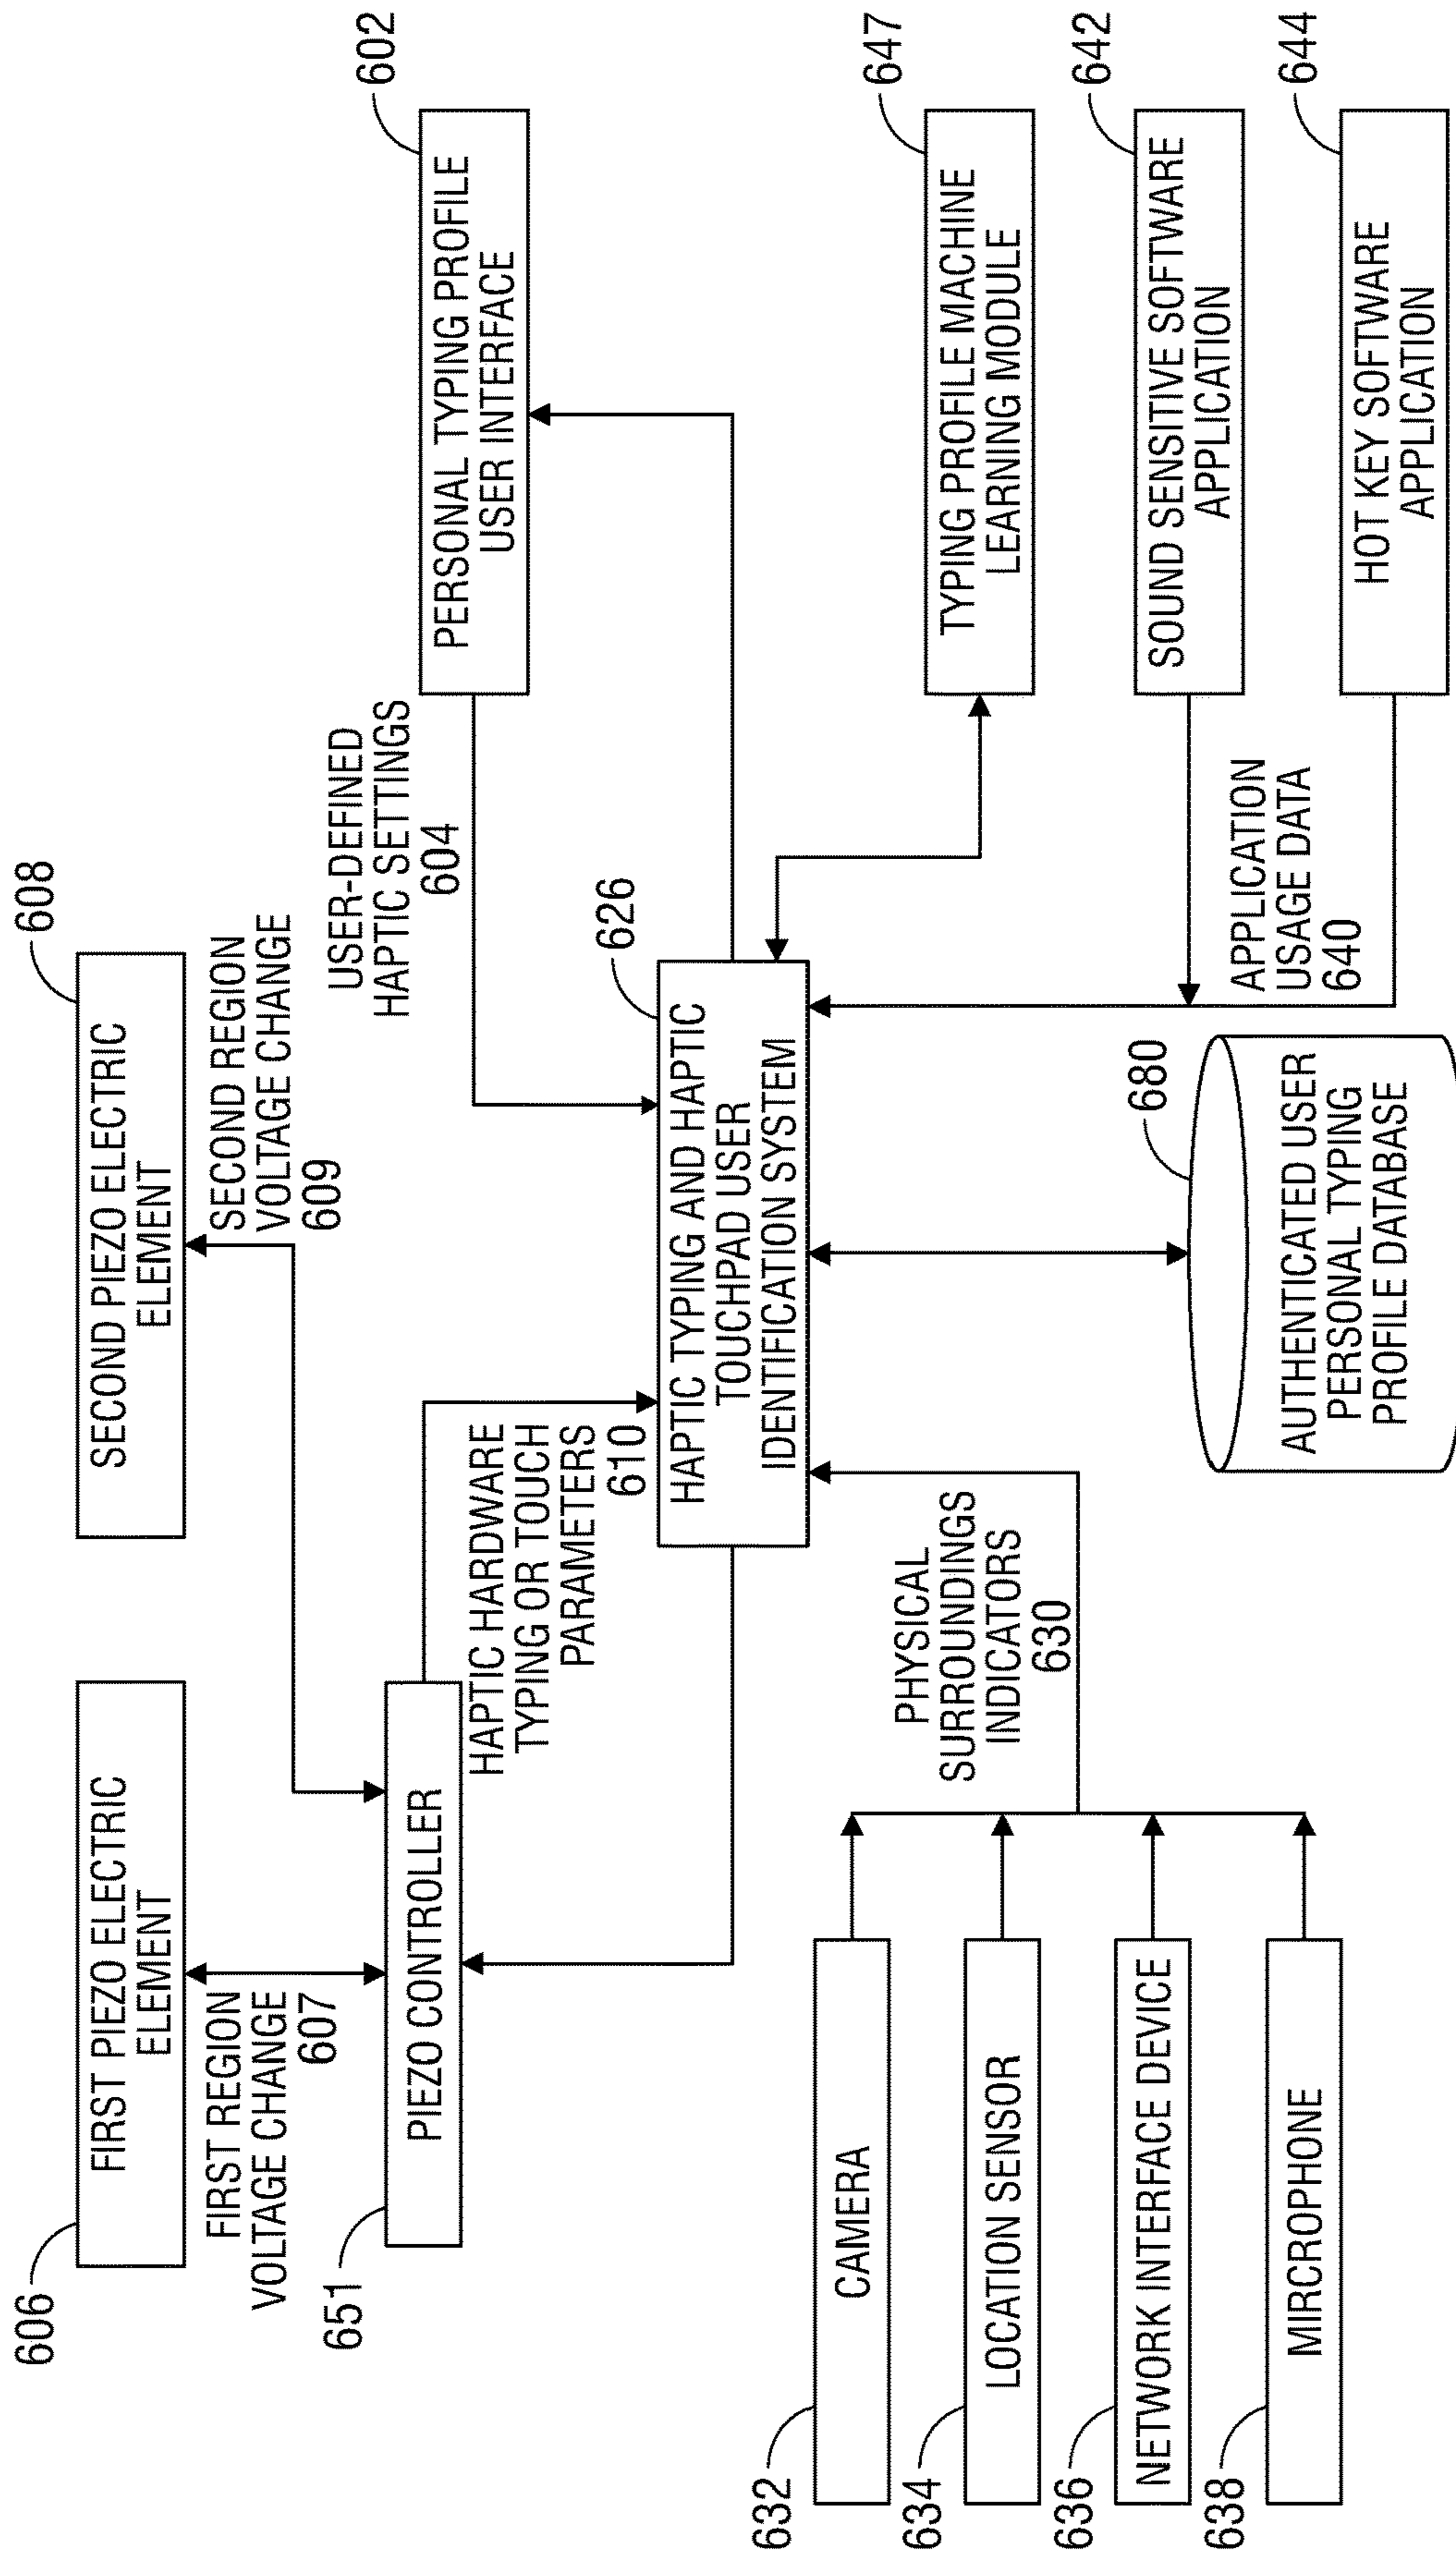 606
FIRST PIEZO ELECTRIC
ELEMENT
608
SECOND PIEZO ELECTRIC
ELEMENT
FIRST REGION
VOLTAGE CHANGE
607
SECOND REGION
VOLTAGE CHANGE
609
651
PIEZO CONTROLLER
USER-DEFINED
HAPTIC SETTINGS
604
602
PERSONAL TYPING PROFILE
USER INTERFACE
HAPTIC HARDWARE
TYPING OR TOUCH
PARAMETERS
610
626
HAPTIC TYPING AND HAPTIC
TOUCHPAD USER
IDENTIFICATION SYSTEM
632
CAMERA
634
LOCATION SENSOR
636
NETWORK INTERFACE DEVICE
638
MIRCROPHONE
PHYSICAL
SURROUNDINGS
INDICATORS
630
680
AUTHENTICATED USER
PERSONAL TYPING
PROFILE DATABASE
647
TYPING PROFILE MACHINE
LEARNING MODULE
642
SOUND SENSITIVE SOFTWARE
APPLICATION
APPLICATION
USAGE DATA
640
644
HOT KEY SOFTWARE
APPLICATION